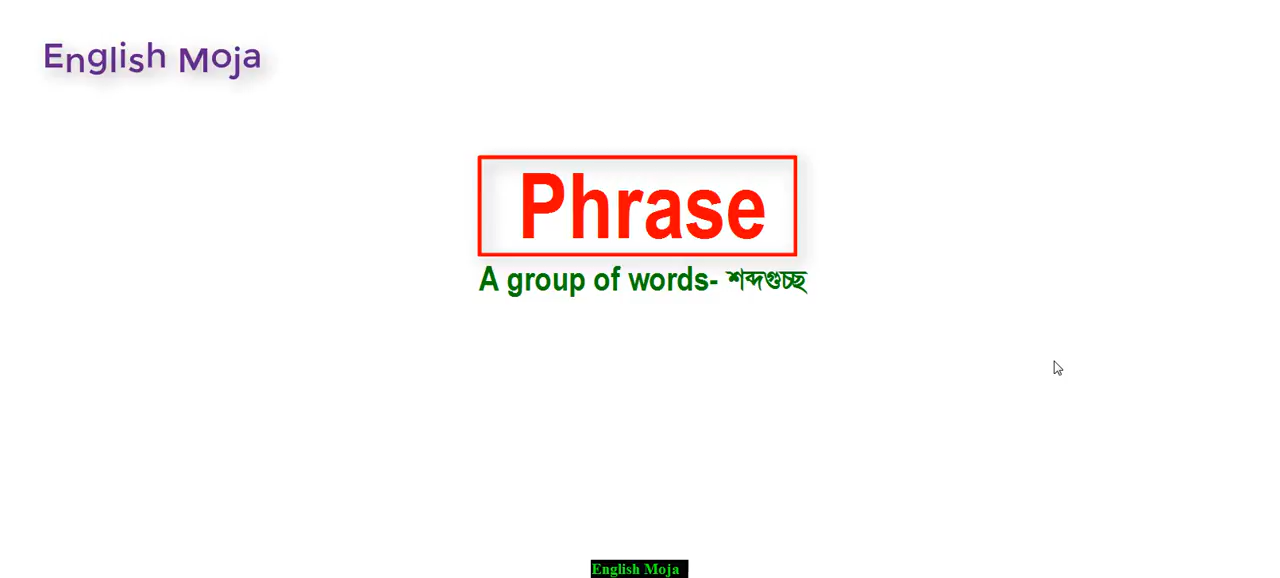 English Moja
Phrase
A group of words- শব্দগুচ্ছ
English Moja